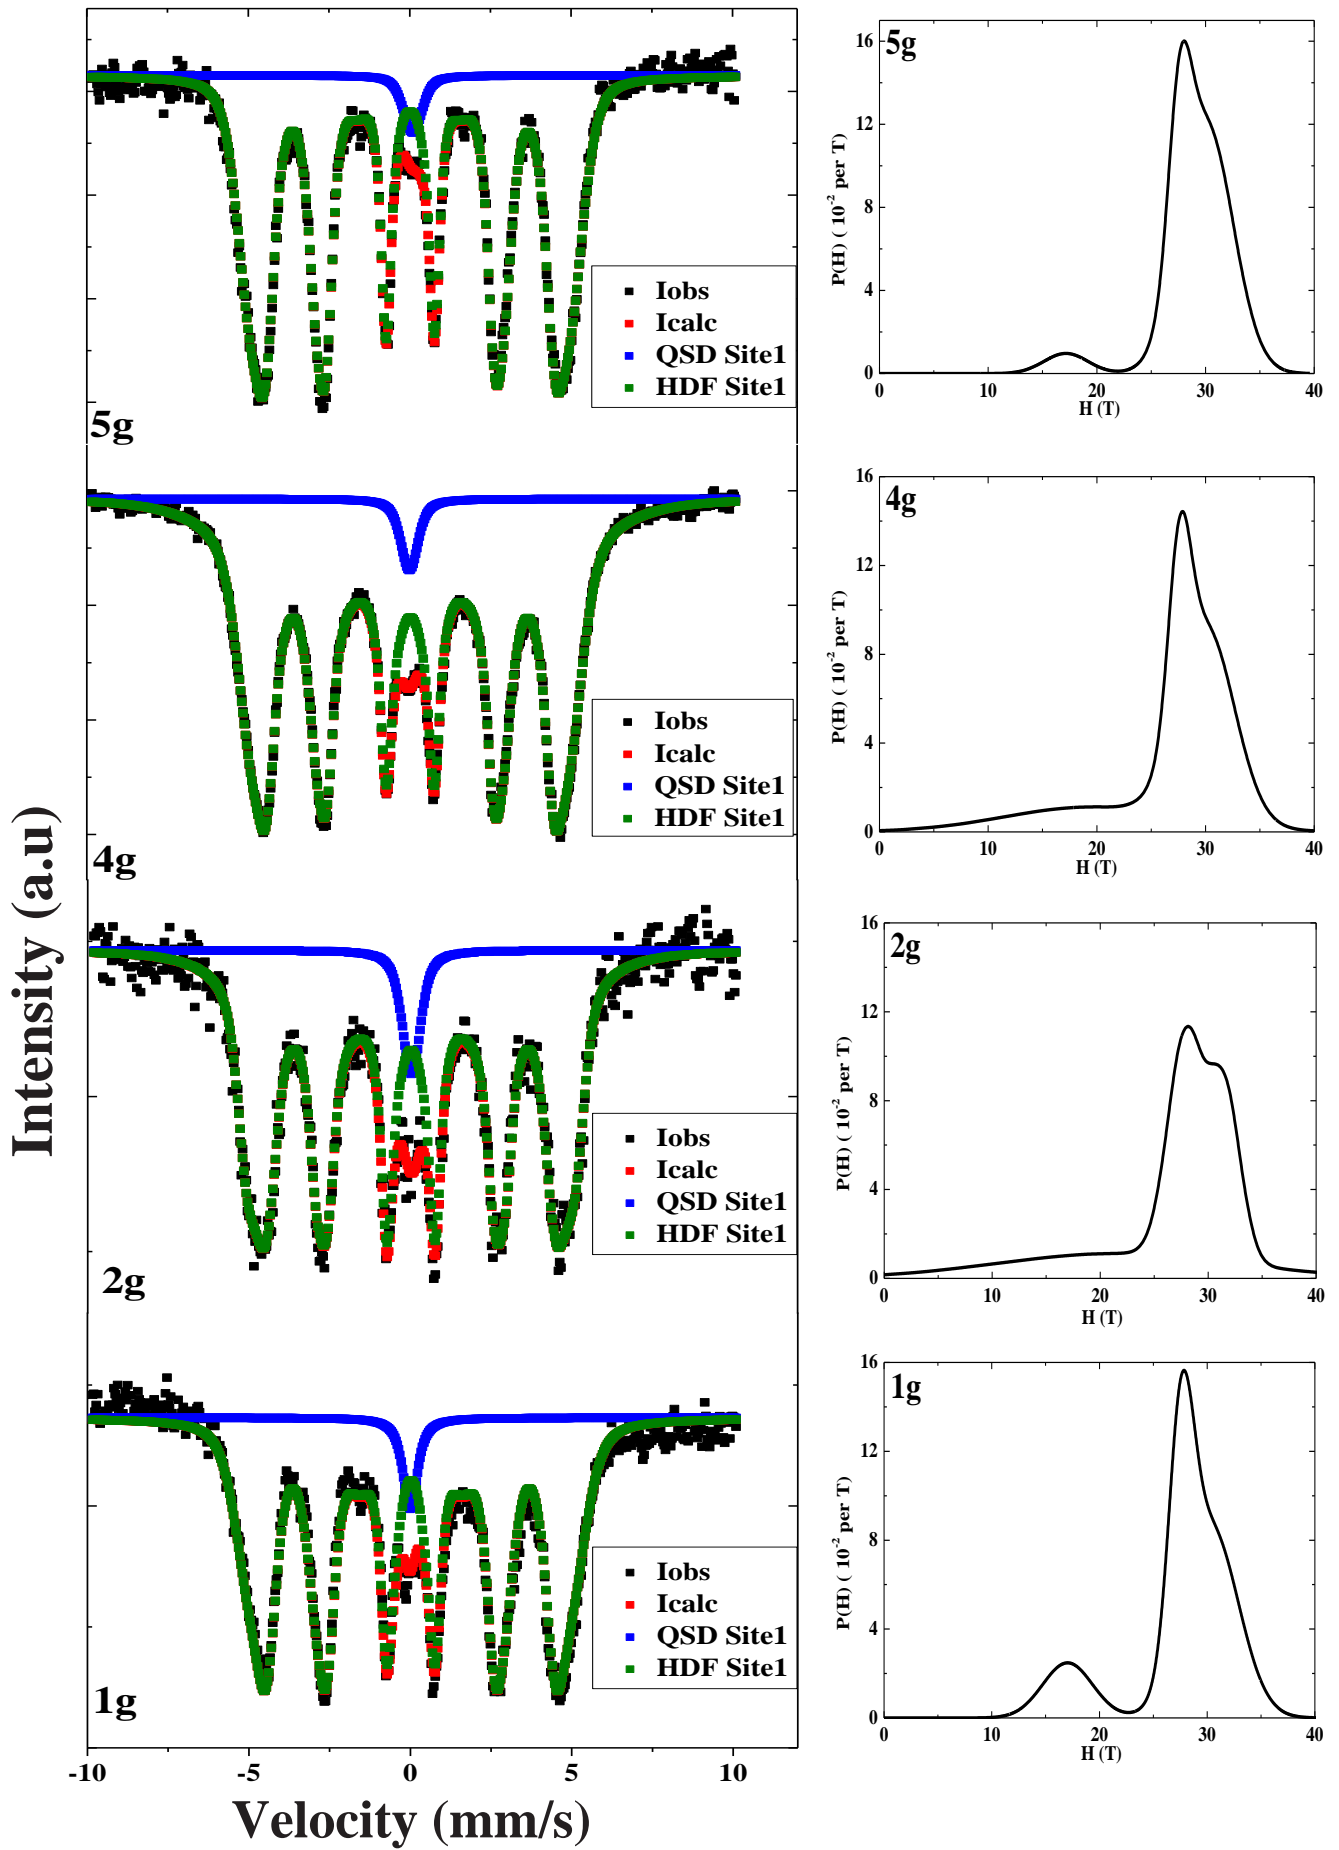 Intensity (a.u)
Iobs
Icalc
QSD Site1
HDF Site1
5g
Iobs
Icalc
QSD Site1
HDF Site1
4g
Iobs
Icalc
QSD Site1
HDF Site1
2g
Iobs
Icalc
QSD Site1
HDF Site1
1g
-10 -5 0 5 10
Velocity (mm/s)
5g
P(H) ( 10⁻² per T)
16
12
8
4
0
0 10 20 30 40
H (T)
4g
P(H) ( 10⁻² per T)
16
12
8
4
0
0 10 20 30 40
H (T)
2g
P(H) ( 10⁻² per T)
16
12
8
4
0
0 10 20 30 40
H (T)
1g
P(H) ( 10⁻² per T)
16
12
8
4
0
0 10 20 30 40
H (T)